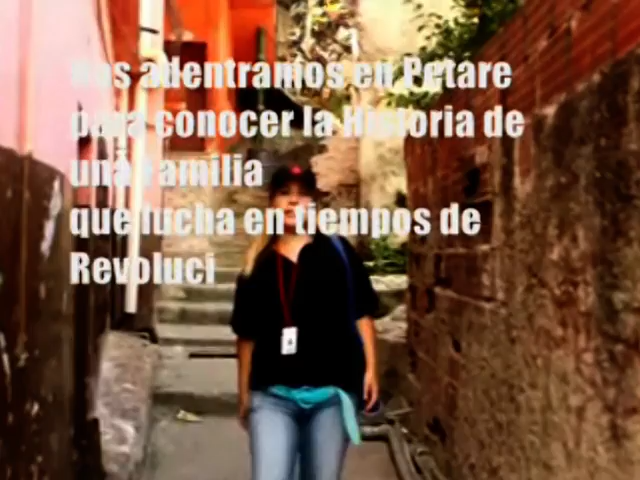 Nos adentramos en Petare
para conocer la Historia de
una familia
que lucha en tiempos de
Revoluci